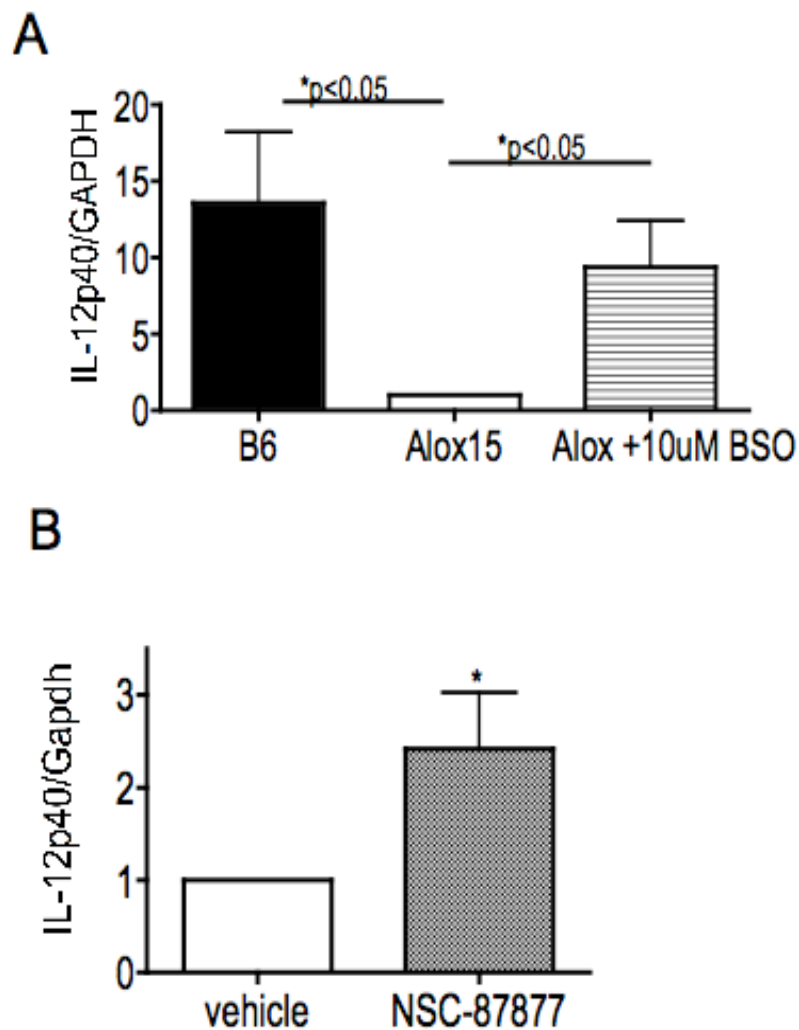 A
*p<0.05
*p<0.05
IL-12p40/GAPDH
20
15
10
5
0
B6 Alox15 Alox +10uM BSO
B
*
IL-12p40/Gapdh
3
2
1
0
vehicle NSC-87877